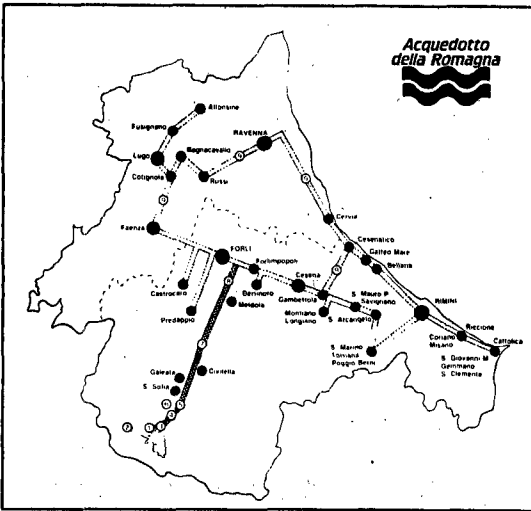 Acquedotto
della Romagna
Alfonsine
Fusignano
RAVENNA
Bagnacavallo
Lugo
Cotignola
Russi
Cervia
Faenza
Cesenatico
FORLI
Gatteo Mare
Forlimpopoli
Bellaria
Cesena
Castrocaro
Bertinoro
S Mauro P
Savignano
Gambettola
RIMINI
Meldola
Predappio
Montiano
Longiano
S Arcangelo
Riccione
Coriano
Misano
Cattolica
S Marino
Torriana
Poggio Berni
S Giovanni M
Gemmano
S Clemente
Galeata
Civitella
S Sofia